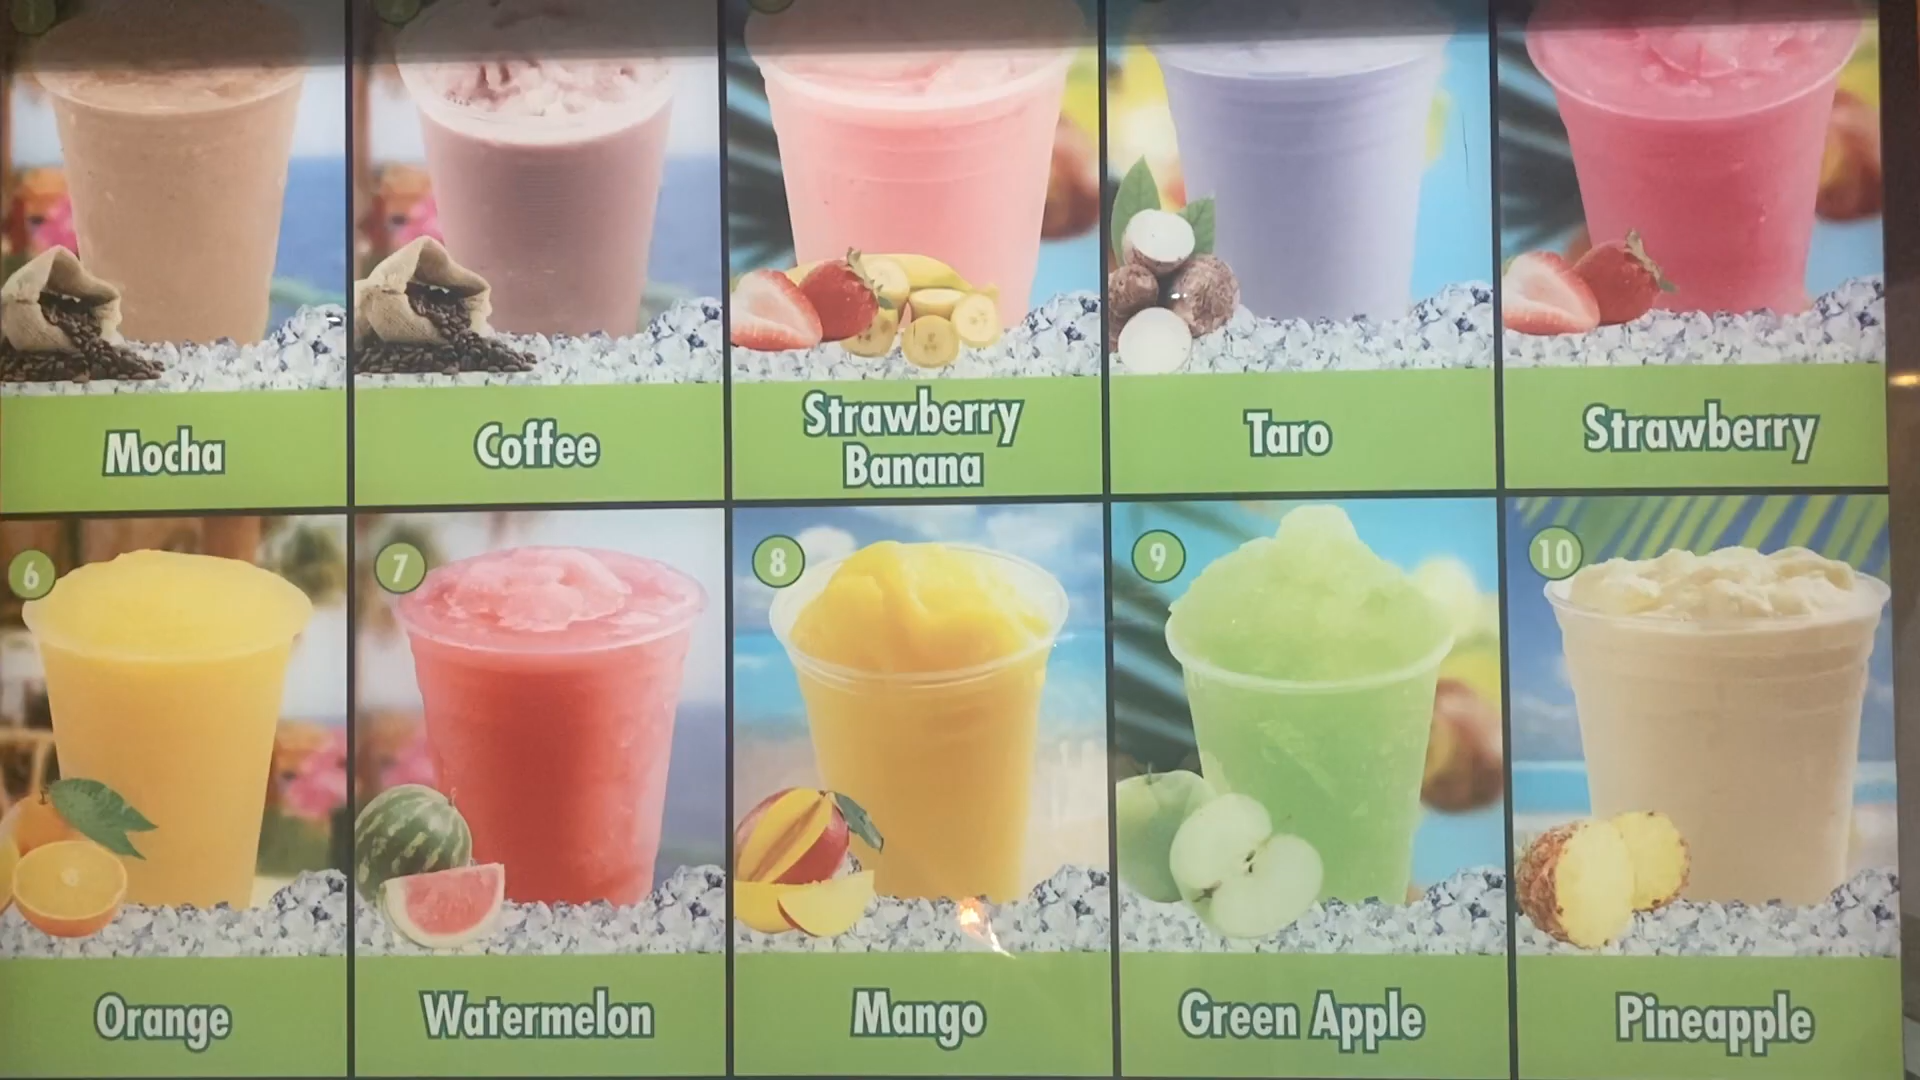 Mocha
Coffee
Strawberry
Banana
Taro
Strawberry
6
7
8
9
10
Orange
Watermelon
Mango
Green Apple
Pineapple